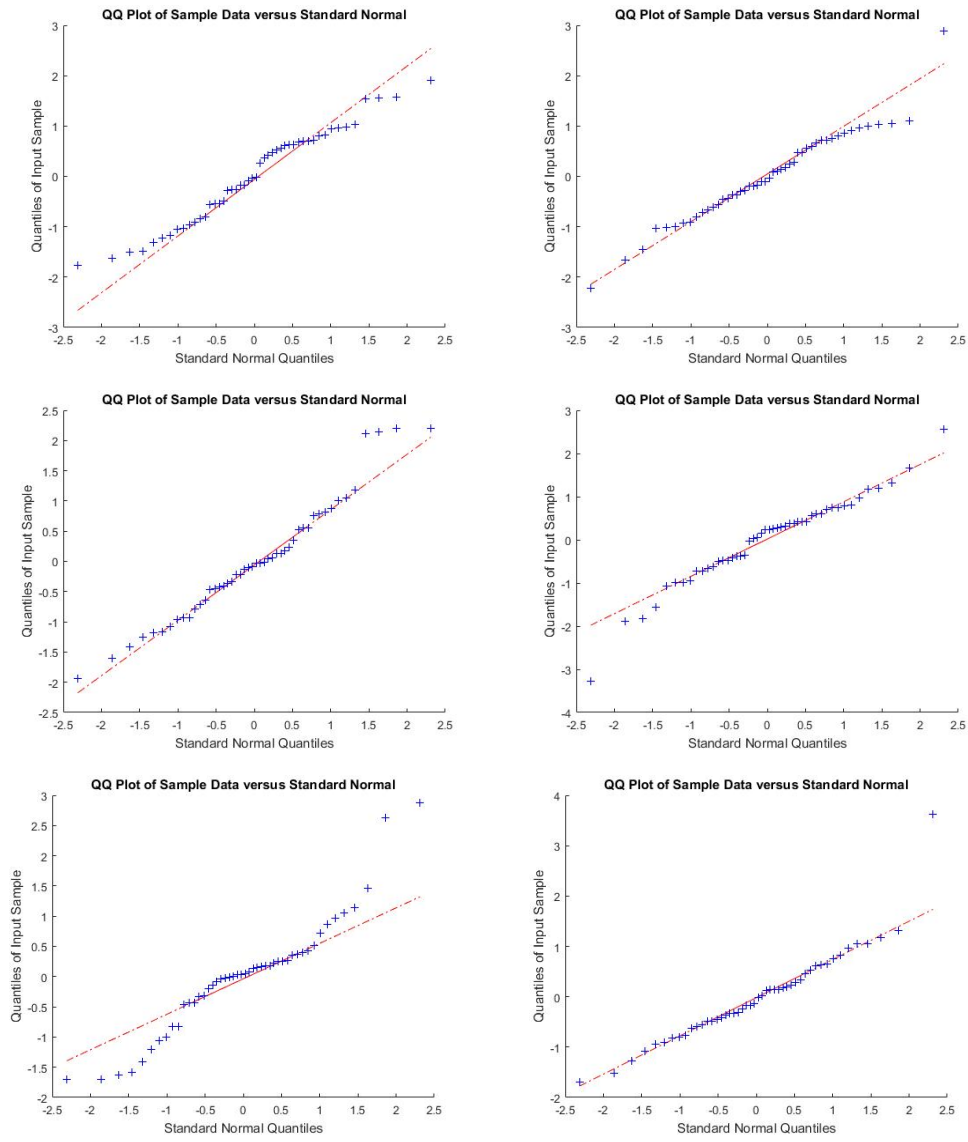 QQ Plot of Sample Data versus Standard Normal
3
2
1
0
-1
-2
-3
Quantiles of Input Sample
-2.5 -2 -1.5 -1 -0.5 0 0.5 1 1.5 2 2.5
Standard Normal Quantiles
QQ Plot of Sample Data versus Standard Normal
3
2
1
0
-1
-2
-3
Quantiles of Input Sample
-2.5 -2 -1.5 -1 -0.5 0 0.5 1 1.5 2 2.5
Standard Normal Quantiles
QQ Plot of Sample Data versus Standard Normal
2.5
2
1.5
1
0.5
0
-0.5
-1
-1.5
-2
-2.5
Quantiles of Input Sample
-2.5 -2 -1.5 -1 -0.5 0 0.5 1 1.5 2 2.5
Standard Normal Quantiles
QQ Plot of Sample Data versus Standard Normal
3
2
1
0
-1
-2
-3
-4
Quantiles of Input Sample
-2.5 -2 -1.5 -1 -0.5 0 0.5 1 1.5 2 2.5
Standard Normal Quantiles
QQ Plot of Sample Data versus Standard Normal
3
2.5
2
1.5
1
0.5
0
-0.5
-1
-1.5
-2
Quantiles of Input Sample
-2.5 -2 -1.5 -1 -0.5 0 0.5 1 1.5 2 2.5
Standard Normal Quantiles
QQ Plot of Sample Data versus Standard Normal
4
3
2
1
0
-1
-2
Quantiles of Input Sample
-2.5 -2 -1.5 -1 -0.5 0 0.5 1 1.5 2 2.5
Standard Normal Quantiles